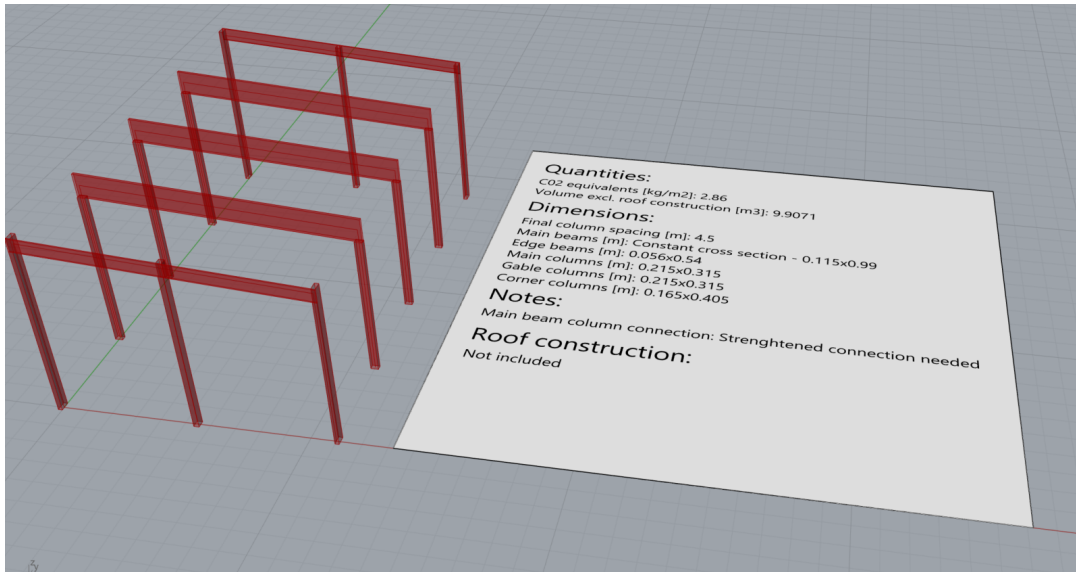 Quantities:
C02 equivalents [kg/m2]: 2.86
Volume excl. roof construction [m3]: 9.9071
Dimensions:
Final column spacing [m]: 4.5
Main beams [m]: Constant cross section - 0.115x0.99
Edge beams [m]: 0.056x0.54
Main columns [m]: 0.215x0.315
Gable columns [m]: 0.215x0.315
Corner columns [m]: 0.165x0.405
Notes:
Main beam column connection: Strenghtened connection needed
Roof construction:
Not included
z
y